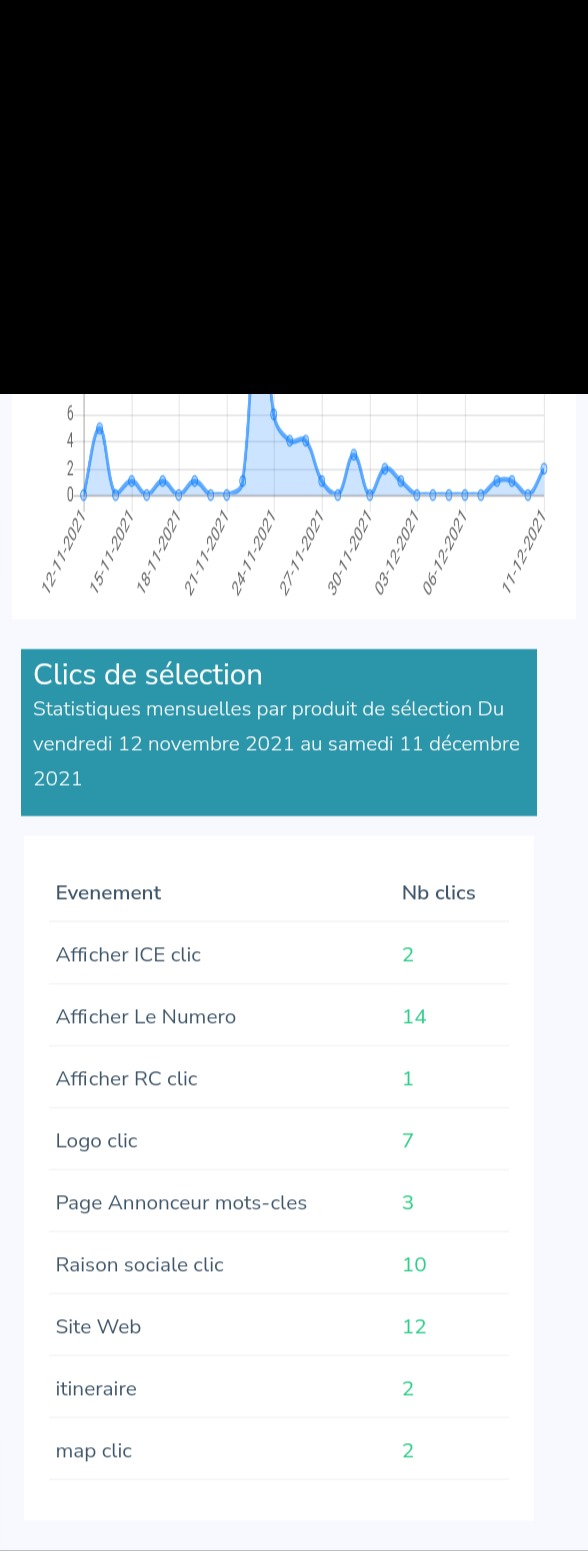 6
4
2
0
12-11-2021
15-11-2021
18-11-2021
21-11-2021
24-11-2021
27-11-2021
30-11-2021
03-12-2021
06-12-2021
11-12-2021
Clics de sélection
Statistiques mensuelles par produit de sélection Du
vendredi 12 novembre 2021 au samedi 11 décembre
2021
Evenement Nb clics
Afficher ICE clic 2
Afficher Le Numero 14
Afficher RC clic 1
Logo clic 7
Page Annonceur mots-cles 3
Raison sociale clic 10
Site Web 12
itineraire 2
map clic 2